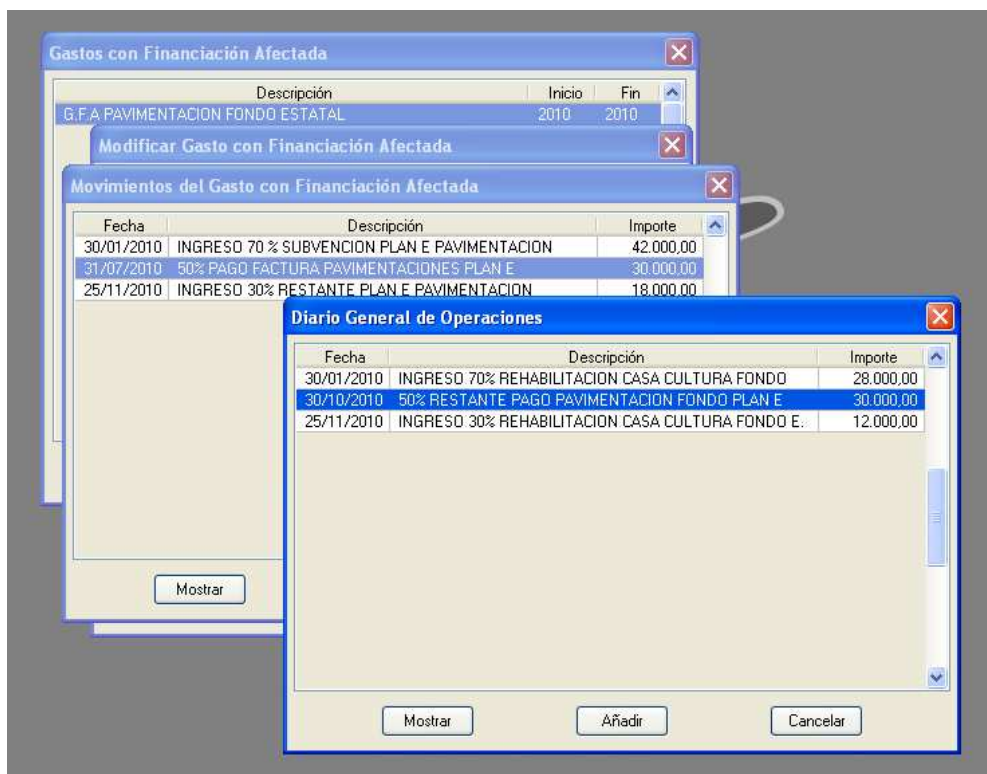 Gastos con Financiación Afectada
Descripción Inicio Fin
G.F.A PAVIMENTACION FONDO ESTATAL 2010 2010
Modificar Gasto con Financiación Afectada
Movimientos del Gasto con Financiación Afectada
Fecha Descripción Importe
30/01/2010 INGRESO 70 % SUBVENCION PLAN E PAVIMENTACION 42.000,00
31/07/2010 50% PAGO FACTURA PAVIMENTACIONES PLAN E 30.000,00
25/11/2010 INGRESO 30% RESTANTE PLAN E PAVIMENTACION 18.000,00
Mostrar
Diario General de Operaciones
Fecha Descripción Importe
30/01/2010 INGRESO 70% REHABILITACION CASA CULTURA FONDO 28.000,00
30/10/2010 50% RESTANTE PAGO PAVIMENTACION FONDO PLAN E 30.000,00
25/11/2010 INGRESO 30% REHABILITACION CASA CULTURA FONDO E. 12.000,00
Mostrar Añadir Cancelar